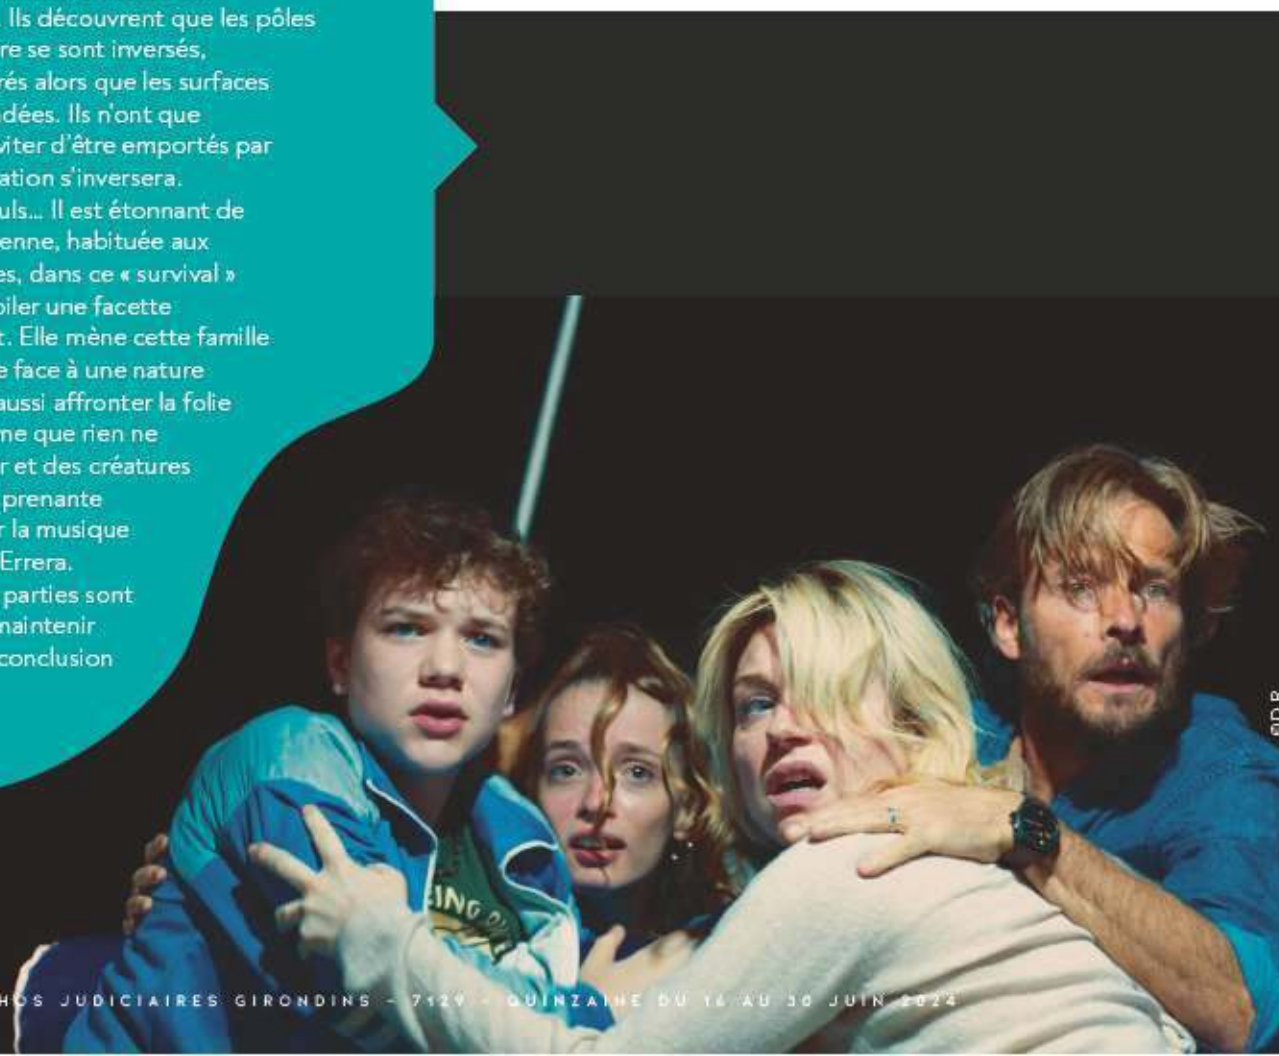 . Ils découvrent que les pôles
re se sont inversés,
rés alors que les surfaces
ndées. Ils n'ont que
viter d'être emportés par
ation s'inversera.
uls... Il est étonnant de
enne, habituée aux
es, dans ce « survival »
oiler une facette
t. Elle mène cette famille
e face à une nature
aussi affronter la folie
me que rien ne
r et des créatures
prenante
r la musique
Errera.
parties sont
maintenir
conclusion
©D.R.
ING
HOS JUDICIAIRES GIRONDINS - 7129 - QUINZAINE DU 16 AU 30 JUIN 2024